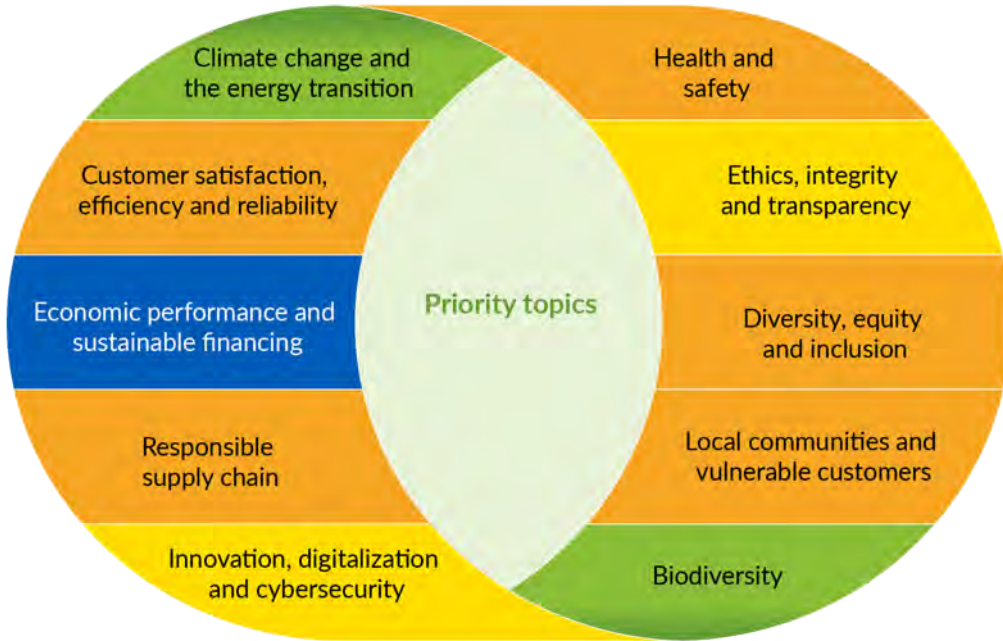 Climate change and
the energy transition
Customer satisfaction,
efficiency and reliability
Economic performance and
sustainable financing
Responsible
supply chain
Innovation, digitalization
and cybersecurity
Priority topics
Health and
safety
Ethics, integrity
and transparency
Diversity, equity
and inclusion
Local communities and
vulnerable customers
Biodiversity